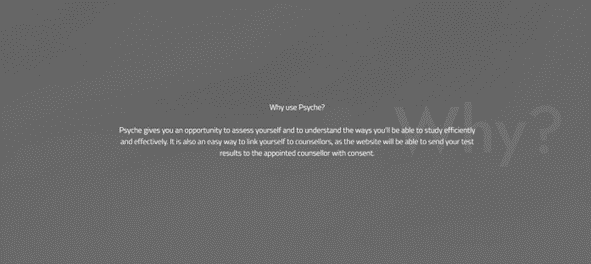 Why use Psyche?
Why?
Psyche gives you an opportunity to assess yourself and to understand the ways you'll be able to study efficiently
and effectively. It is also an easy way to link yourself to counsellors, as the website will be able to send your test
results to the appointed counsellor with consent.